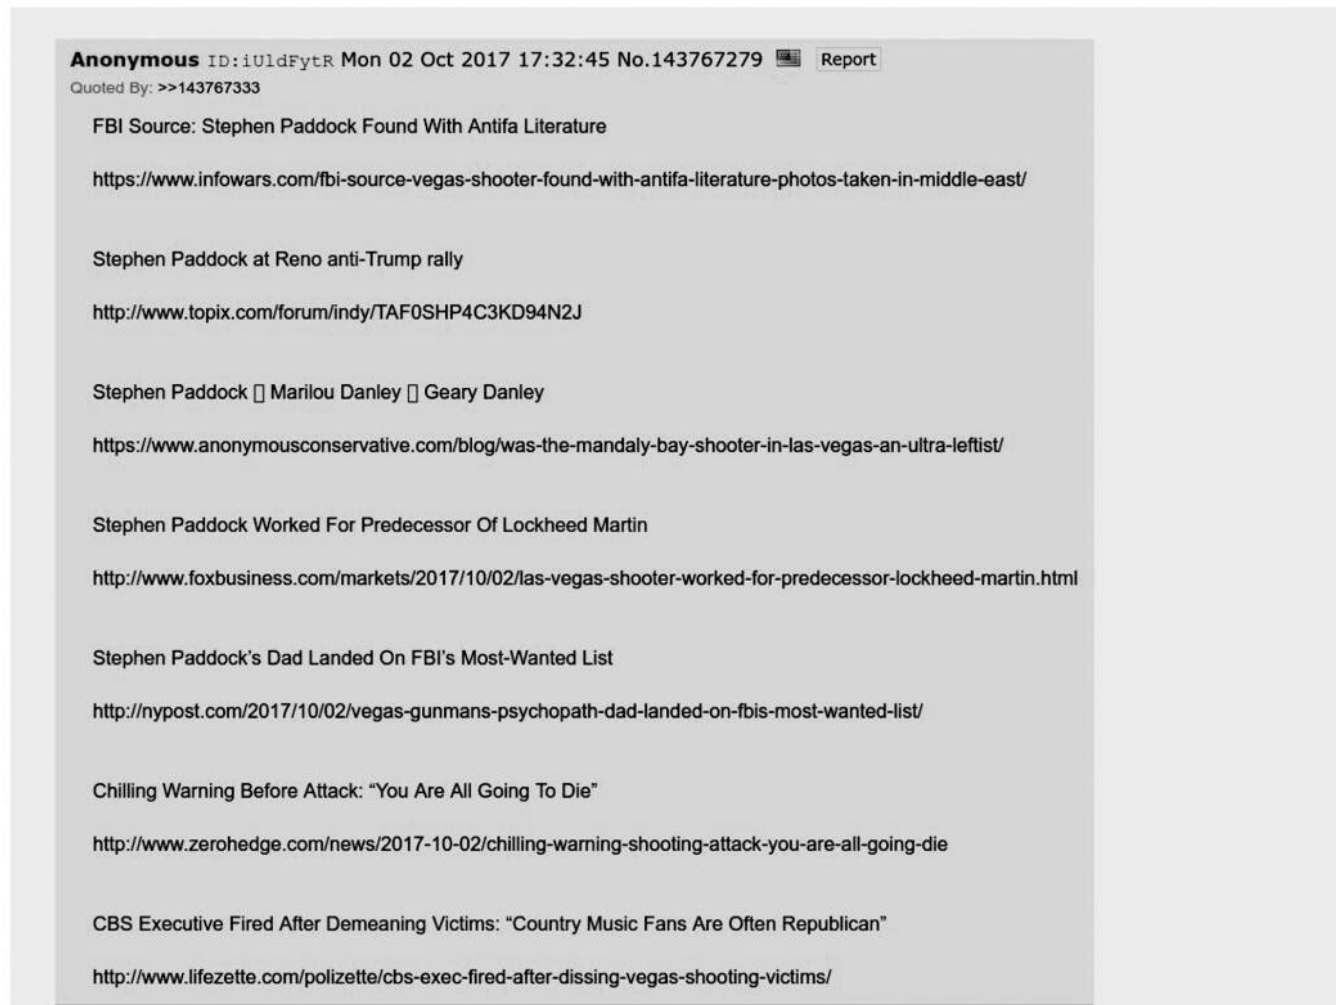 Anonymous ID:iUldFytR Mon 02 Oct 2017 17:32:45 No.143767279 Report
Quoted By: >>143767333
FBI Source: Stephen Paddock Found With Antifa Literature
https://www.infowars.com/fbi-source-vegas-shooter-found-with-antifa-literature-photos-taken-in-middle-east/
Stephen Paddock at Reno anti-Trump rally
http://www.topix.com/forum/indy/TAF0SHP4C3KD94N2J
Stephen Paddock ▯ Marilou Danley ▯ Geary Danley
https://www.anonymousconservative.com/blog/was-the-mandaly-bay-shooter-in-las-vegas-an-ultra-leftist/
Stephen Paddock Worked For Predecessor Of Lockheed Martin
http://www.foxbusiness.com/markets/2017/10/02/las-vegas-shooter-worked-for-predecessor-lockheed-martin.html
Stephen Paddock’s Dad Landed On FBI’s Most-Wanted List
http://nypost.com/2017/10/02/vegas-gunmans-psychopath-dad-landed-on-fbis-most-wanted-list/
Chilling Warning Before Attack: “You Are All Going To Die”
http://www.zerohedge.com/news/2017-10-02/chilling-warning-shooting-attack-you-are-all-going-die
CBS Executive Fired After Demeaning Victims: “Country Music Fans Are Often Republican”
http://www.lifezette.com/polizette/cbs-exec-fired-after-dissing-vegas-shooting-victims/